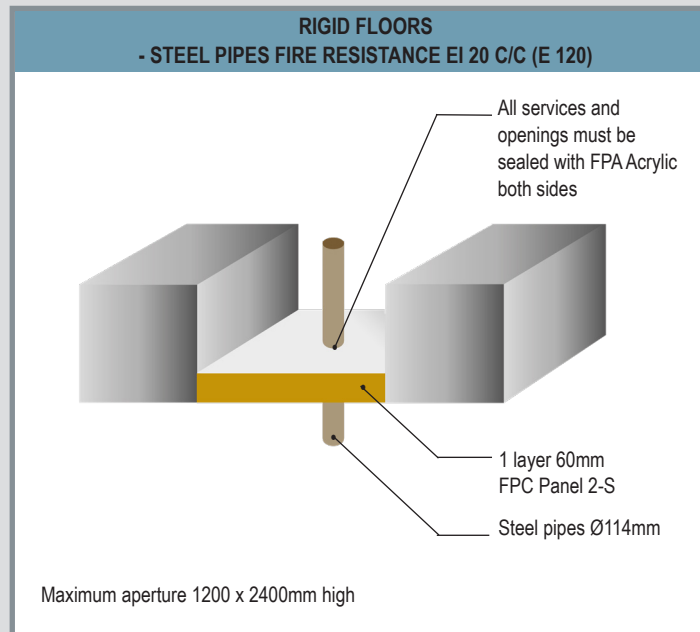 RIGID FLOORS
- STEEL PIPES FIRE RESISTANCE EI 20 C/C (E 120)
All services and
openings must be
sealed with FPA Acrylic
both sides
1 layer 60mm
FPC Panel 2-S
Steel pipes Ø114mm
Maximum aperture 1200 x 2400mm high